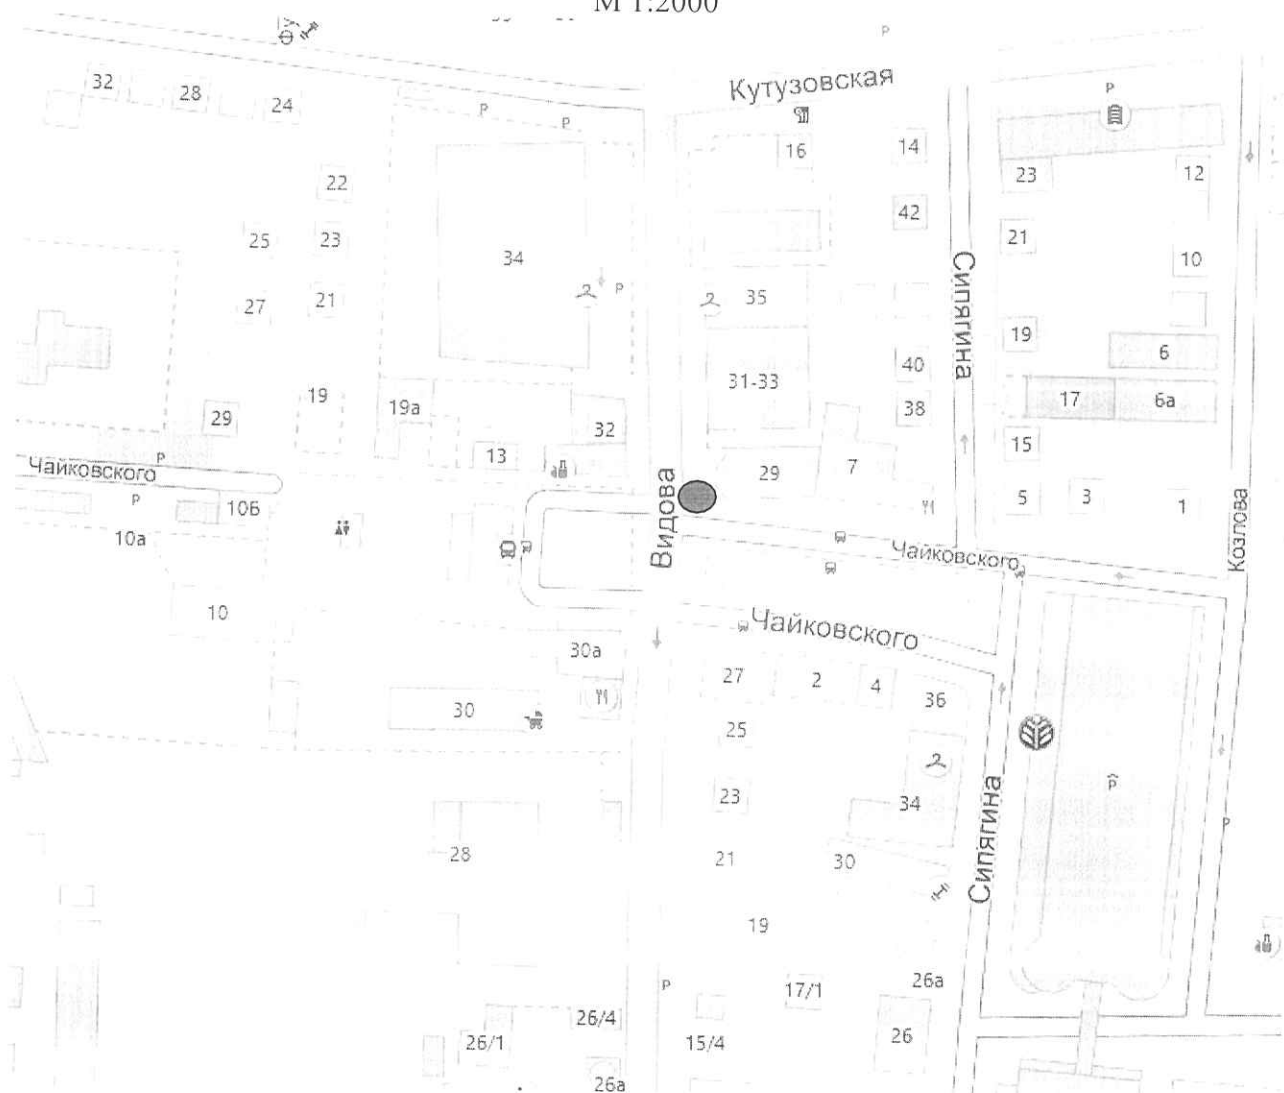 М 1:2000
Р
Кутузовская
32
28
24
Р
Р
Р
16
14
23
12
22
42
25
23
21
Сипягина
34
10
Р
35
27
21
19
6
40
31-33
17
6а
19
19а
38
29
32
15
13
7
29
Чайковского
Р
Р
10Б
Видова
5
3
1
Козлова
10а
Чайковского
10
Чайковского
30а
27
2
4
36
30
25
Р
23
34
Сипягина
Р
28
21
30
19
Р
17/1
26а
26/4
26/1
15/4
26
26а